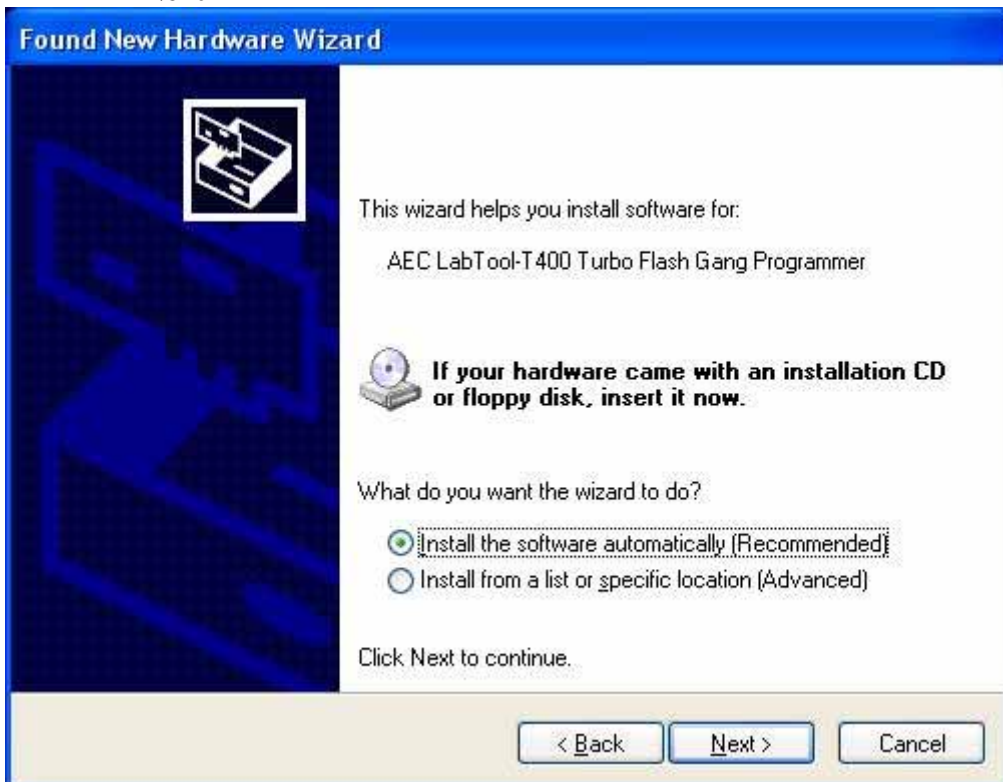 Found New Hardware Wizard
This wizard helps you install software for:
AEC LabTool-T400 Turbo Flash Gang Programmer
If your hardware came with an installation CD
or floppy disk, insert it now.
What do you want the wizard to do?
Install the software automatically (Recommended)
Install from a list or specific location (Advanced)
Click Next to continue.
< Back Next > Cancel